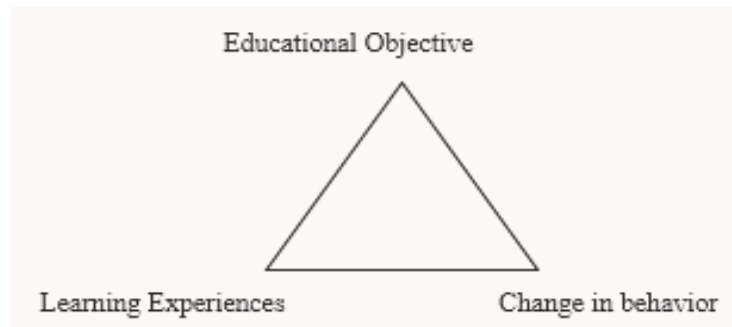 Educational Objective
Learning Experiences
Change in behavior